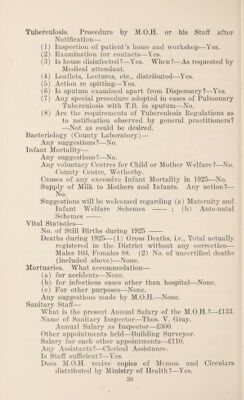 Tuberculosis. Procedure by M.O.H. or his Staff after
Notification—
(1) Inspection of patient's home and workshop—Yes.
(2) Examination for contacts—Yes.
(3) Is house disinfected?—Yes. When?—As requested by
Medical attendant.
(4) Leaflets, Lectures, etc., distributed—Yes.
(5) Action re spitting—Yes.
(6) Is sputum examined apart from Dispensary?—Yes.
(7) Any special procedure adopted in cases of Pulmonary
Tuberculosis with T.B. in sputum—No.
(8) Are the requirements of Tuberculosis Regulations as
to notification observed by general practitioners?
—Not as could be desired.
Bacteriology (County Laboratory)—
Any suggestions?—No.
Infant Mortality—
Any suggestions?—No.
Any voluntary Centres for Child or Mother Welfare?—No.
County Centre, Wetherby.
Causes of any excessive Infant Mortality in 1925—No.
Supply of Milk to Mothers and Infants. Any action?—
No.
Suggestions will be welcomed regarding (a) Maternity and
Infant Welfare Schemes —— ; (b) Ante-natal
Schemes ——
Vital Statistics—
No. of Still Births during 1925 ——
Deaths during 1925—(1) Gross Deaths, i.e., Total actually
registered in the District without any correction—
Males 103, Females 88. (2) No. of uncertified deaths
(included above)—None.
Mortuaries. What accommodation—
(a) for accidents—None.
(b) for infectious cases other than hospital—None.
(c) For other purposes—None.
Any suggestions made by M.O.H.—None.
Sanitary Staff—
What is the present Annual Salary of the M.O.H.?—£133.
Name of Sanitary Inspector—Thos. V. Gray.
Annual Salary as Inspector—£300.
Other appointments held—Building Surveyor.
Salary for such other appointments—£110.
Any Assistants?—Clerical Assistance.
Is Staff sufficient?—Yes.
Does M.O.H. recive copies of Memos. and Circulars
distributed by Ministry of Health?—Yes.
36